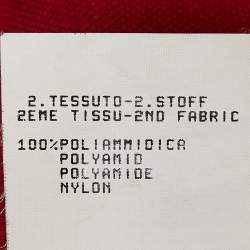 2.TESSUTO-2.STOFF
2EME TISSU-2ND FABRIC
100%POLIAMMIDICA
POLYAMID
POLYAMIDE
NYLON